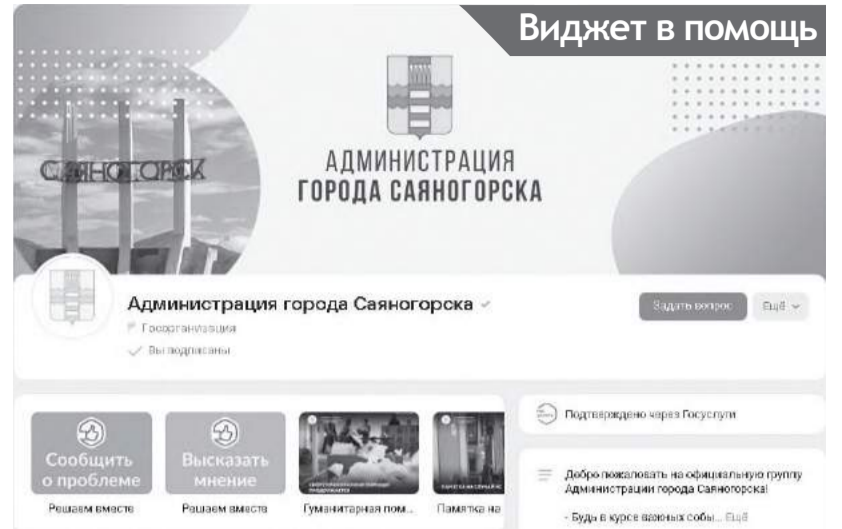 Виджет в помощь
САЯНОГОРСК
АДМИНИСТРАЦИЯ
ГОРОДА САЯНОГОРСКА
Администрация города Саяногорска
Госорганизация
Вы подписаны
Задать вопрос
Ещё
Сообщить
о проблеме
Высказать
мнение
Решаем вместе
Решаем вместе
Гуманитарная пом...
Памятка на
Подтверждено через Госуслуги
Добро пожаловать на официальную группу
Администрации города Саяногорска!
- Будь в курсе важных собы... Ещё